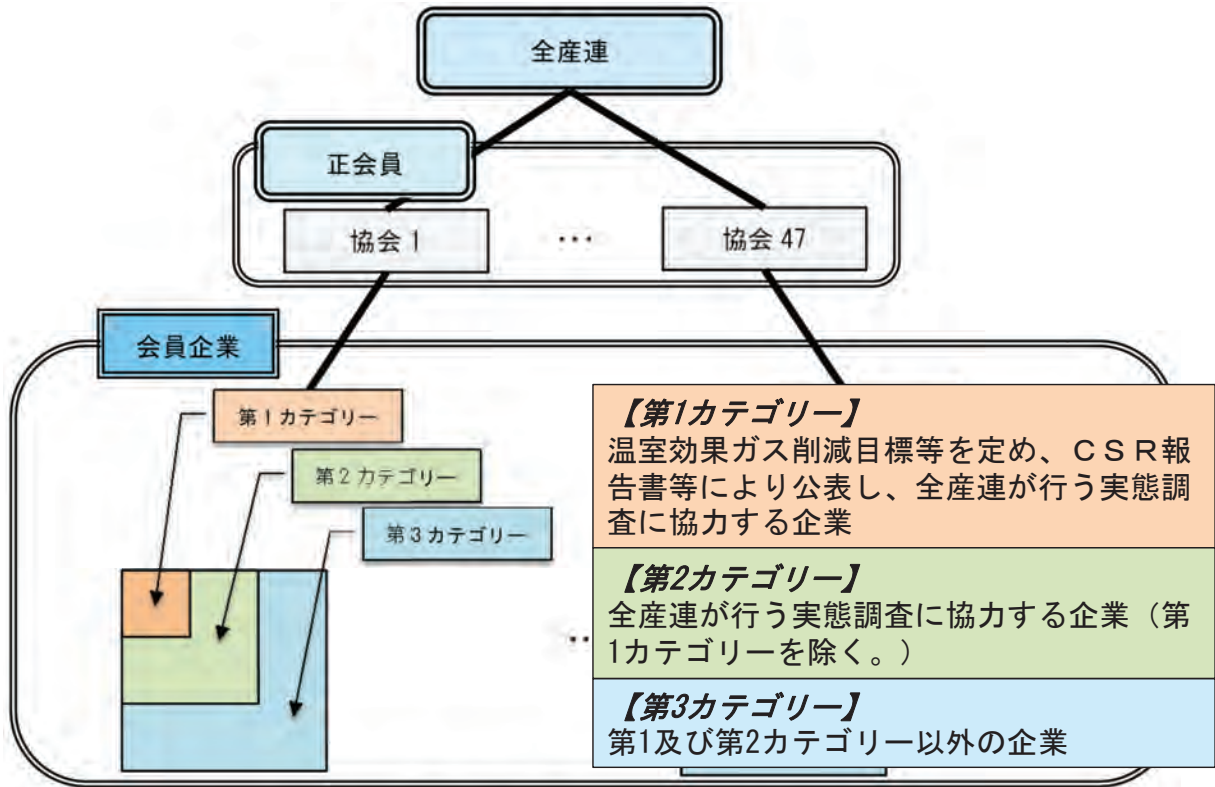 全産連
正会員
協会 1
…
協会 47
会員企業
第1カテゴリー
第2カテゴリー
第3カテゴリー
【第1カテゴリー】
温室効果ガス削減目標等を定め、ＣＳＲ報
告書等により公表し、全産連が行う実態調
査に協力する企業
【第2カテゴリー】
全産連が行う実態調査に協力する企業（第
1カテゴリーを除く。）
【第3カテゴリー】
第1及び第2カテゴリー以外の企業